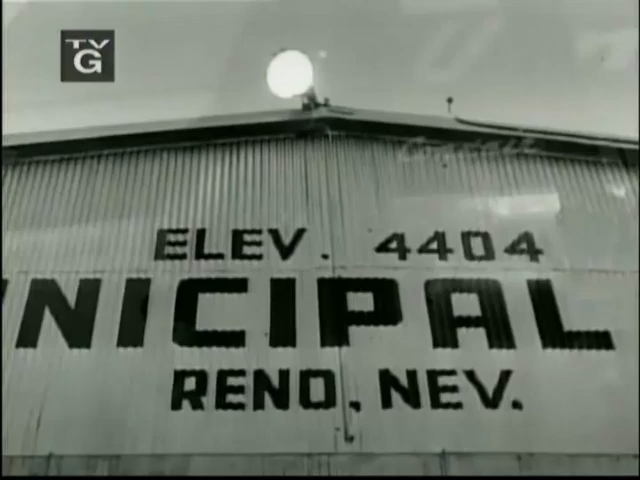 TV
G
ELEV. 4404
NICIPAL
RENO, NEV.